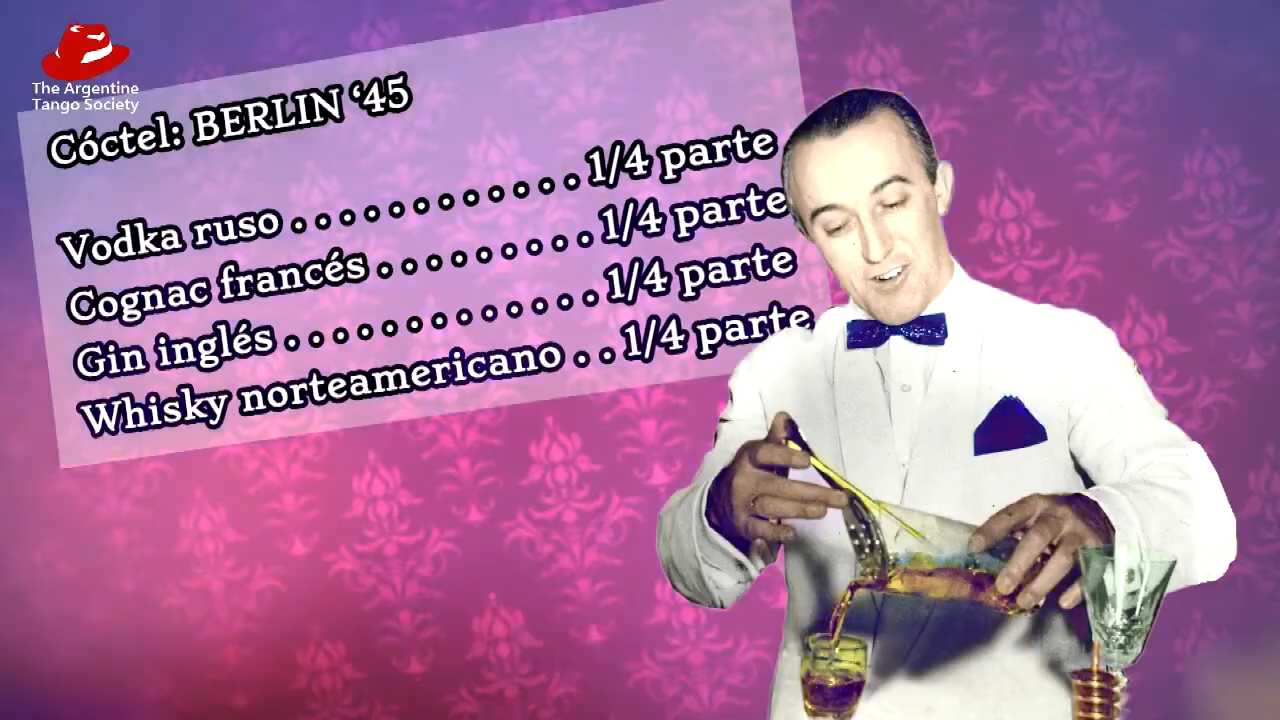 The Argentine
Tango Society
Cóctel: BERLIN ‘45
Vodka ruso . . . . . . . . . . . . 1/4 parte
Cognac francés . . . . . . . . . 1/4 parte
Gin inglés . . . . . . . . . . . . . 1/4 parte
Whisky norteamericano . . 1/4 parte